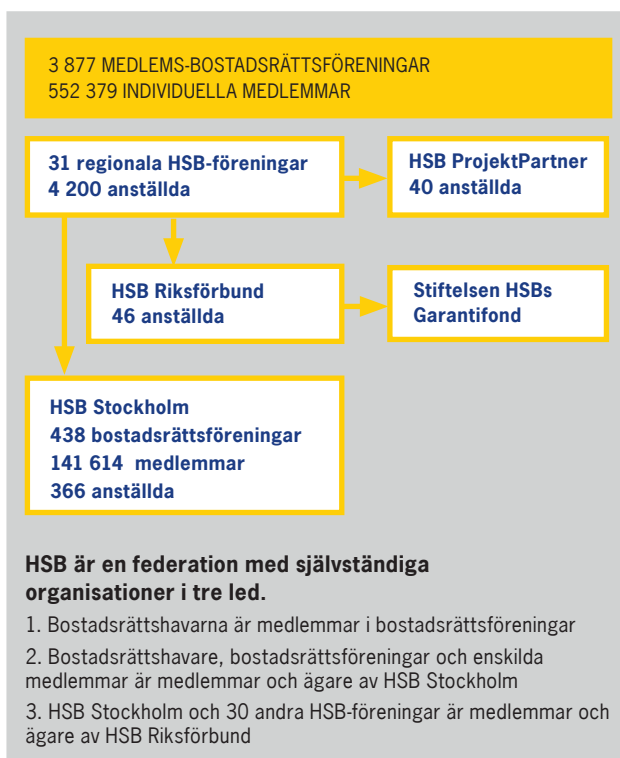 3 877 MEDLEMS-BOSTADSRÄTTSFÖRENINGAR
552 379 INDIVIDUELLA MEDLEMMAR
31 regionala HSB-föreningar
4 200 anställda
HSB ProjektPartner
40 anställda
HSB Riksförbund
46 anställda
Stiftelsen HSBs
Garantifond
HSB Stockholm
438 bostadsrättsföreningar
141 614 medlemmar
366 anställda
HSB är en federation med självständiga
organisationer i tre led.
1. Bostadsrättshavarna är medlemmar i bostadsrättsföreningar
2. Bostadsrättshavare, bostadsrättsföreningar och enskilda
medlemmar är medlemmar och ägare av HSB Stockholm
3. HSB Stockholm och 30 andra HSB-föreningar är medlemmar och
ägare av HSB Riksförbund